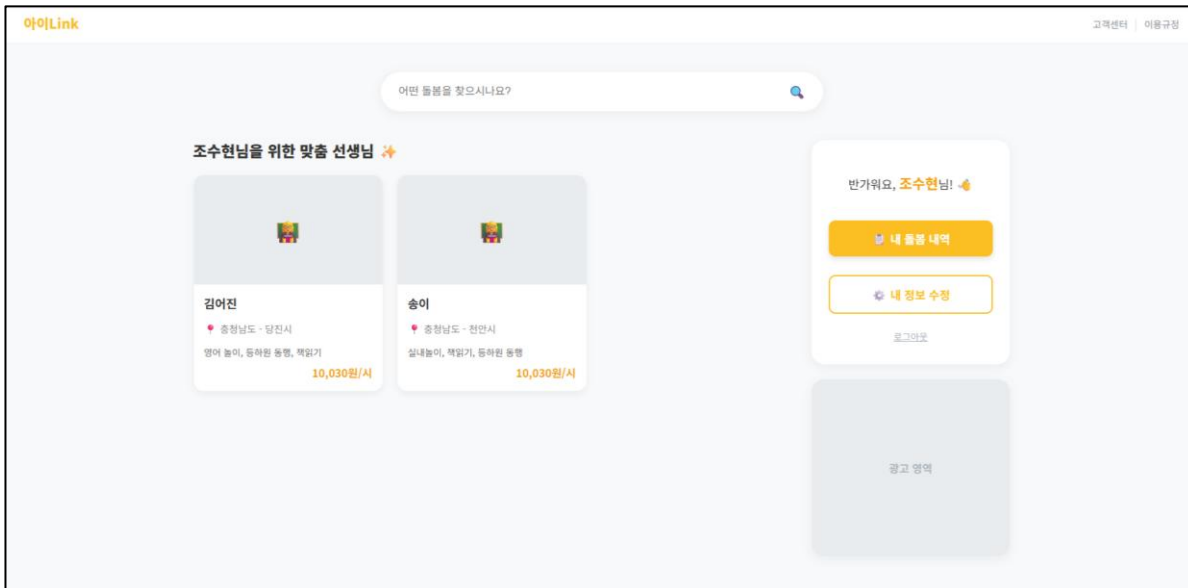 아이Link
고객센터 | 이용규정
어떤 돌봄을 찾으시나요?
조수현님을 위한 맞춤 선생님
김어진
충청남도 - 당진시
영어 놀이, 등하원 동행, 책읽기
10,030원/시
송이
충청남도 - 천안시
실내놀이, 책읽기, 등하원 동행
10,030원/시
반가워요, 조수현님!
내 돌봄 내역
내 정보 수정
로그아웃
광고 영역